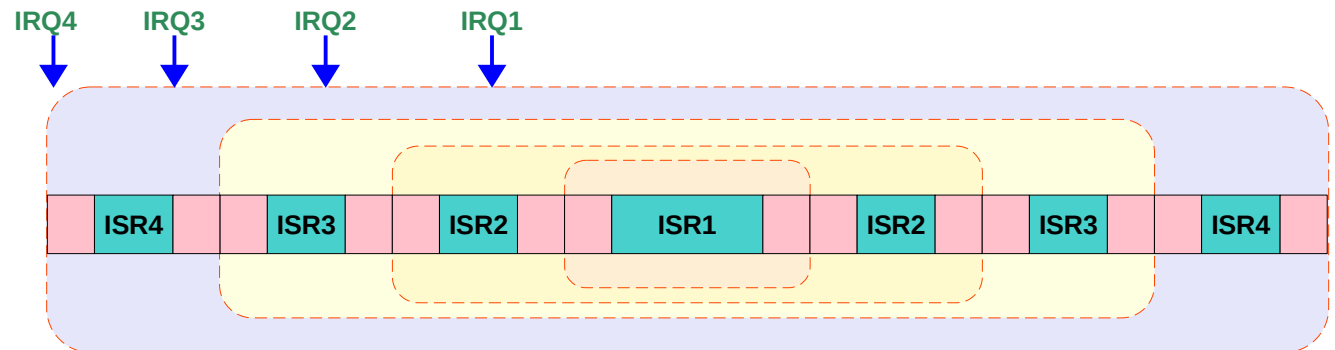 IRQ4 IRQ3 IRQ2 IRQ1
ISR4 ISR3 ISR2 ISR1 ISR2 ISR3 ISR4